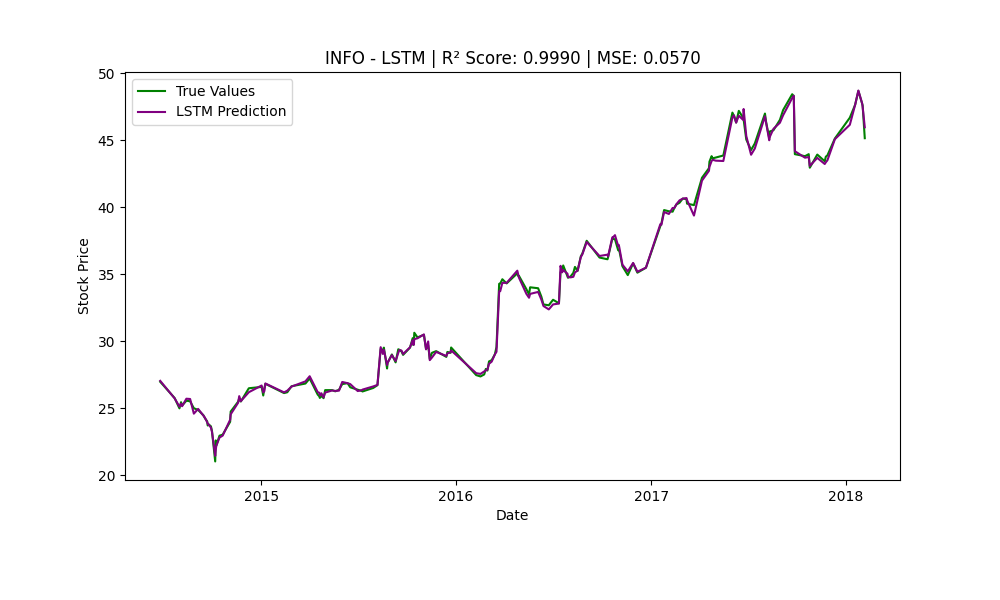 INFO - LSTM | R² Score: 0.9990 | MSE: 0.0570
True Values
LSTM Prediction
Stock Price
50
45
40
35
30
25
20
2015 2016 2017 2018
Date